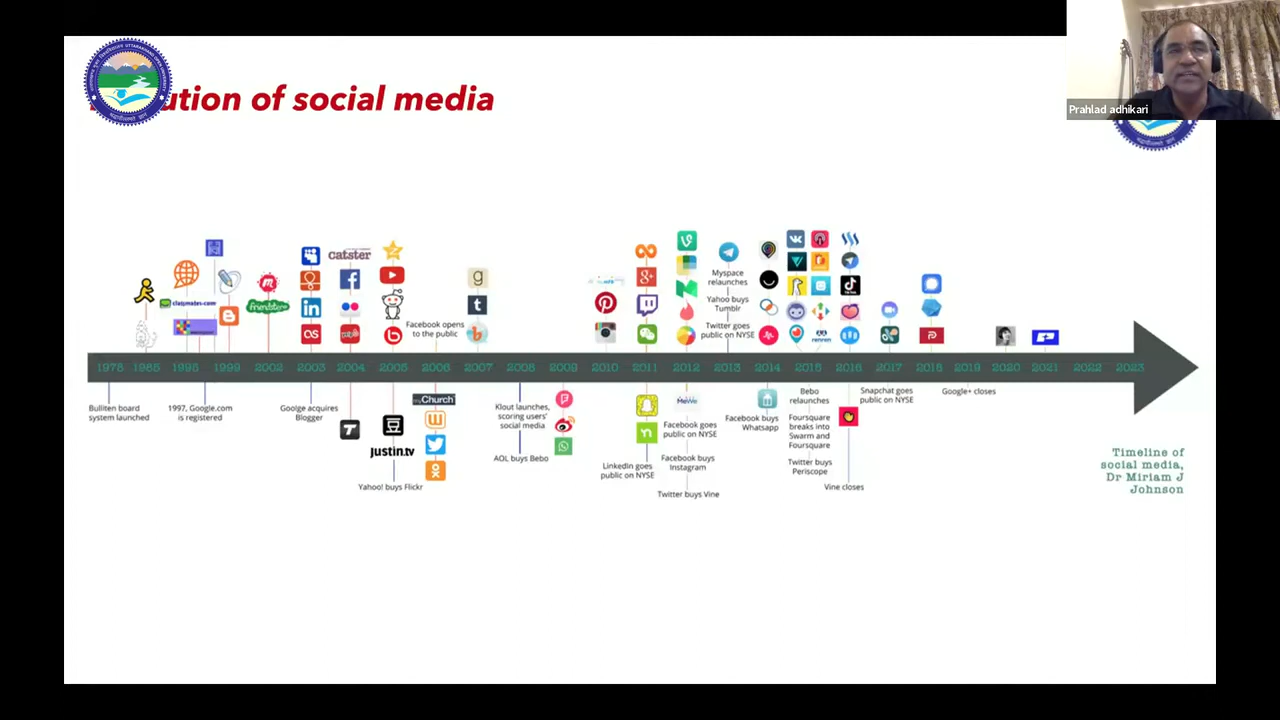 ution of social media
Prahlad adhikari
catster
classmates.com
friendster
Facebook opens
to the public
Myspace
relaunches
Yahoo buys
Tumblr
Twitter goes
public on NYSE
1978 1985 1995 1999 2002 2003 2004 2005 2006 2007 2008 2009 2010 2011 2012 2013 2014 2015 2016 2017 2018 2019 2020 2021 2022 2023
Bulliten board
system launched
1997, Google.com
is registered
Goolge acquires
Blogger
Justin.tv
Yahoo! buys Flickr
Church
Klout launches,
scoring users'
social media
AOL buys Bebo
Linkedin goes
public on NYSE
MeWe
Facebook goes
public on NYSE
Facebook buys
Instagram
Twitter buys Vine
Facebook buys
Whatsapp
Bebo
relaunches
Foursquare
breaks into
Swarm and
Foursquare
Twitter buys
Periscope
Vine closes
Snapchat goes
public on NYSE
Google+ closes
Timeline of
social media,
Dr Miriam J
Johnson